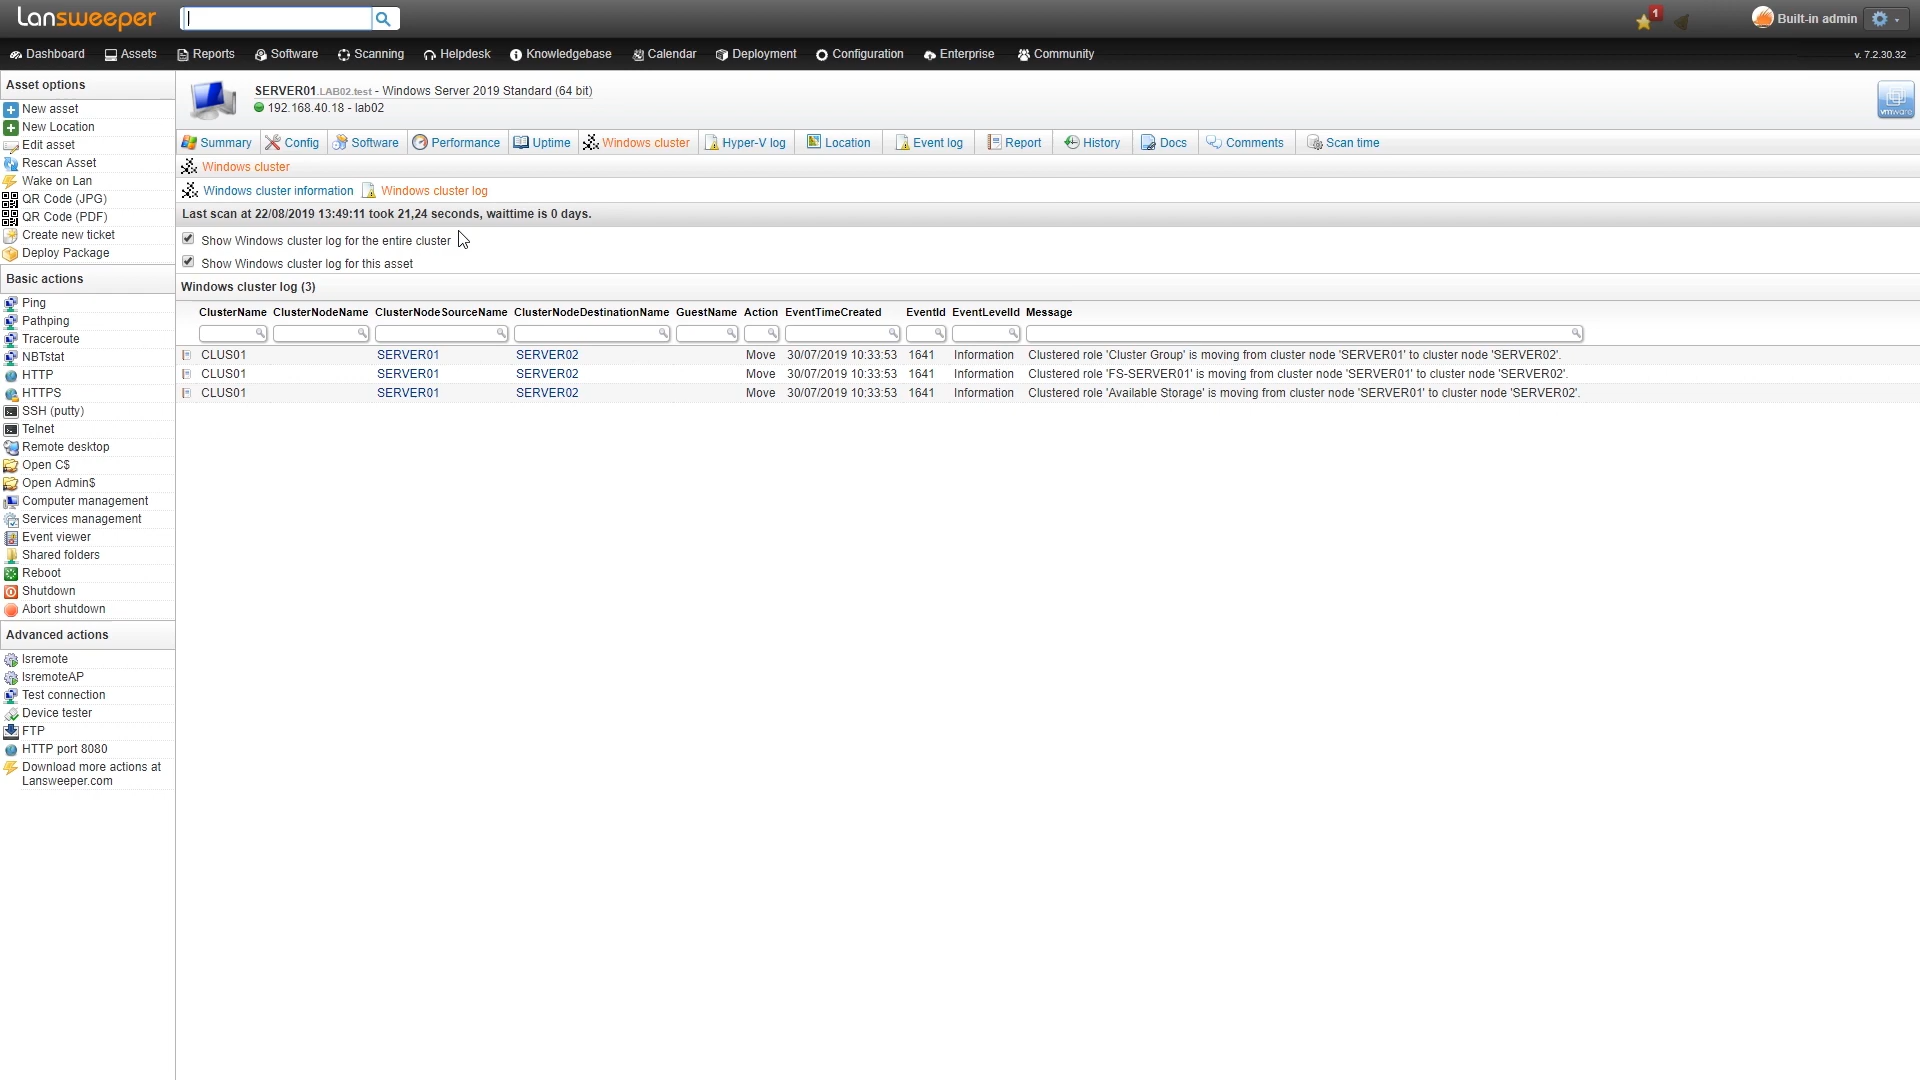 Lansweeper
1
Built-in admin
Dashboard Assets Reports Software Scanning Helpdesk Knowledgebase Calendar Deployment Configuration Enterprise Community v. 7.2.30.32
Asset options
New asset
New Location
Edit asset
Rescan Asset
Wake on Lan
QR Code (JPG)
QR Code (PDF)
Create new ticket
Deploy Package
Basic actions
Ping
Pathping
Traceroute
NBTstat
HTTP
HTTPS
SSH (putty)
Telnet
Remote desktop
Open C$
Open Admin$
Computer management
Services management
Event viewer
Shared folders
Reboot
Shutdown
Abort shutdown
Advanced actions
lsremote
lsremoteAP
Test connection
Device tester
FTP
HTTP port 8080
Download more actions at
Lansweeper.com
SERVER01.LAB02.test - Windows Server 2019 Standard (64 bit)
192.168.40.18 - lab02
vmware
Summary Config Software Performance Uptime Windows cluster Hyper-V log Location Event log Report History Docs Comments Scan time
Windows cluster
Windows cluster information Windows cluster log
Last scan at 22/08/2019 13:49:11 took 21,24 seconds, waittime is 0 days.
Show Windows cluster log for the entire cluster
Show Windows cluster log for this asset
Windows cluster log (3)
ClusterName ClusterNodeName ClusterNodeSourceName ClusterNodeDestinationName GuestName Action EventTimeCreated EventId EventLevelId Message
CLUS01 SERVER01 SERVER02 Move 30/07/2019 10:33:53 1641 Information Clustered role 'Cluster Group' is moving from cluster node 'SERVER01' to cluster node 'SERVER02'.
CLUS01 SERVER01 SERVER02 Move 30/07/2019 10:33:53 1641 Information Clustered role 'FS-SERVER01' is moving from cluster node 'SERVER01' to cluster node 'SERVER02'.
CLUS01 SERVER01 SERVER02 Move 30/07/2019 10:33:53 1641 Information Clustered role 'Available Storage' is moving from cluster node 'SERVER01' to cluster node 'SERVER02'.